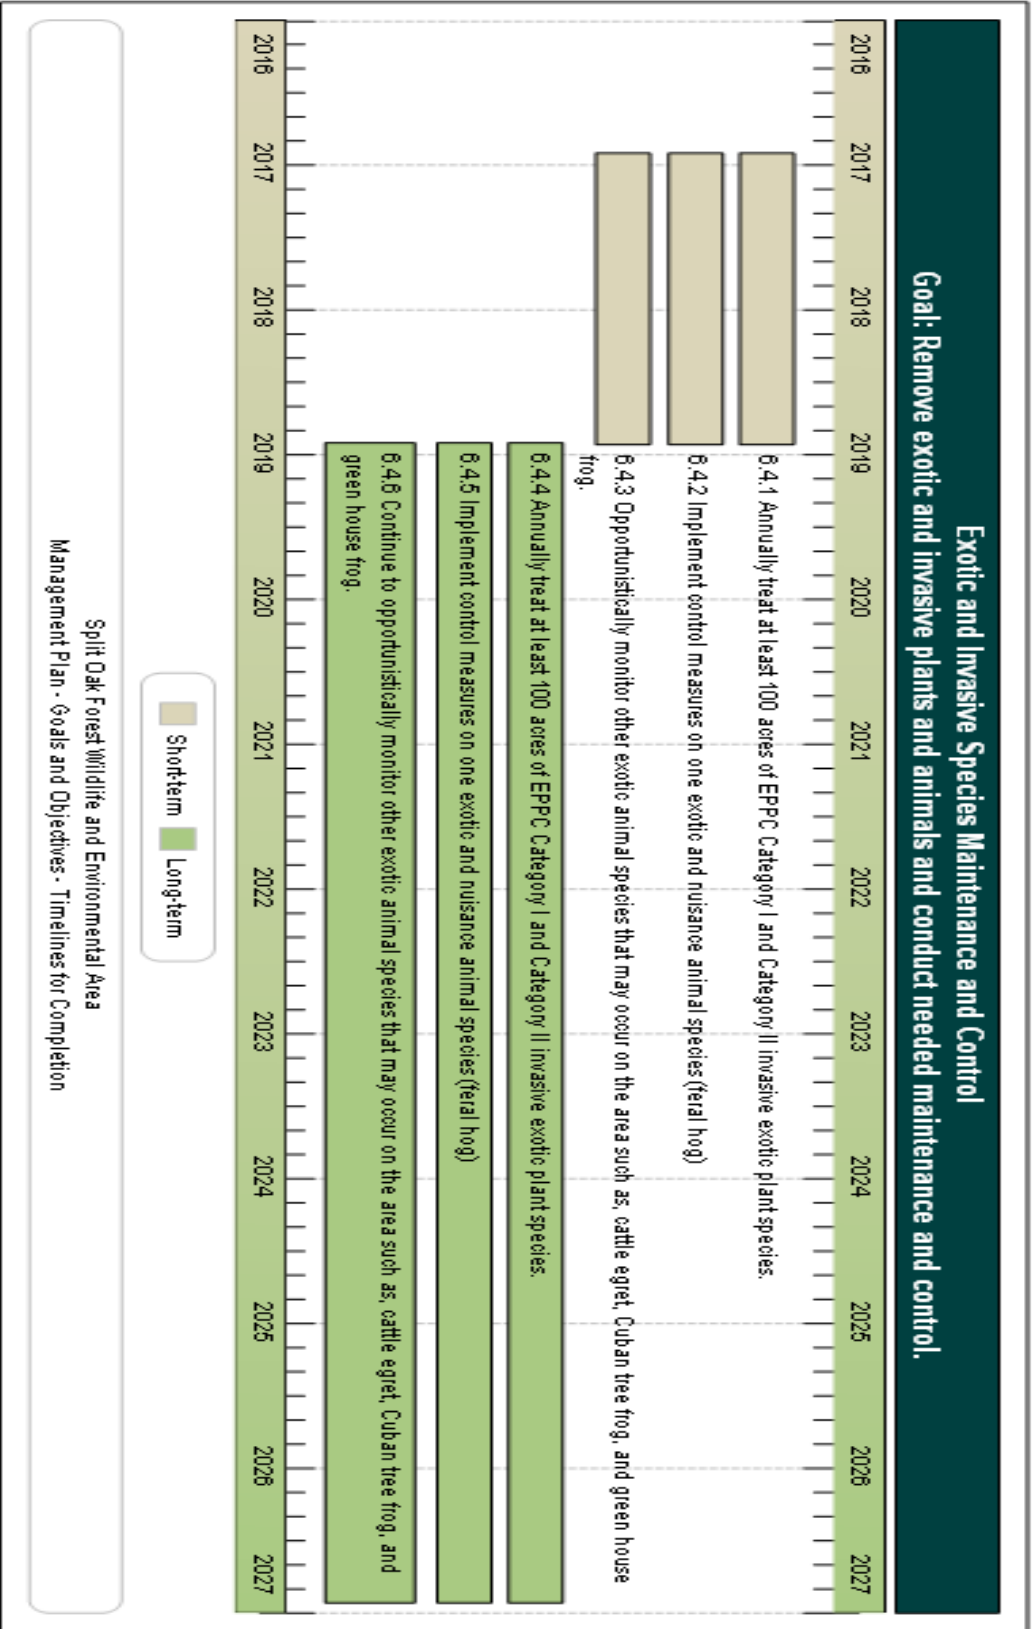 Exotic and Invasive Species Maintenance and Control
Goal: Remove exotic and invasive plants and animals and conduct needed maintenance and control.
2016 2017 2018 2019 2020 2021 2022 2023 2024 2025 2026 2027
6.4.1 Annually treat at least 100 acres of EPPC Category I and Category II invasive exotic plant species.
6.4.2 Implement control measures on one exotic and nuisance animal species (feral hog)
6.4.3 Opportunistically monitor other exotic animal species that may occur on the area such as, cattle egret, Cuban tree frog, and green house
frog.
6.4.4 Annually treat at least 100 acres of EPPC Category I and Category II invasive exotic plant species.
6.4.5 Implement control measures on one exotic and nuisance animal species (feral hog)
6.4.6 Continue to opportunistically monitor other exotic animal species that may occur on the area such as, cattle egret, Cuban tree frog, and
green house frog.
2016 2017 2018 2019 2020 2021 2022 2023 2024 2025 2026 2027
Short-term Long-term
Split Oak Forest Wildlife and Environmental Area
Management Plan - Goals and Objectives - Timelines for Completion